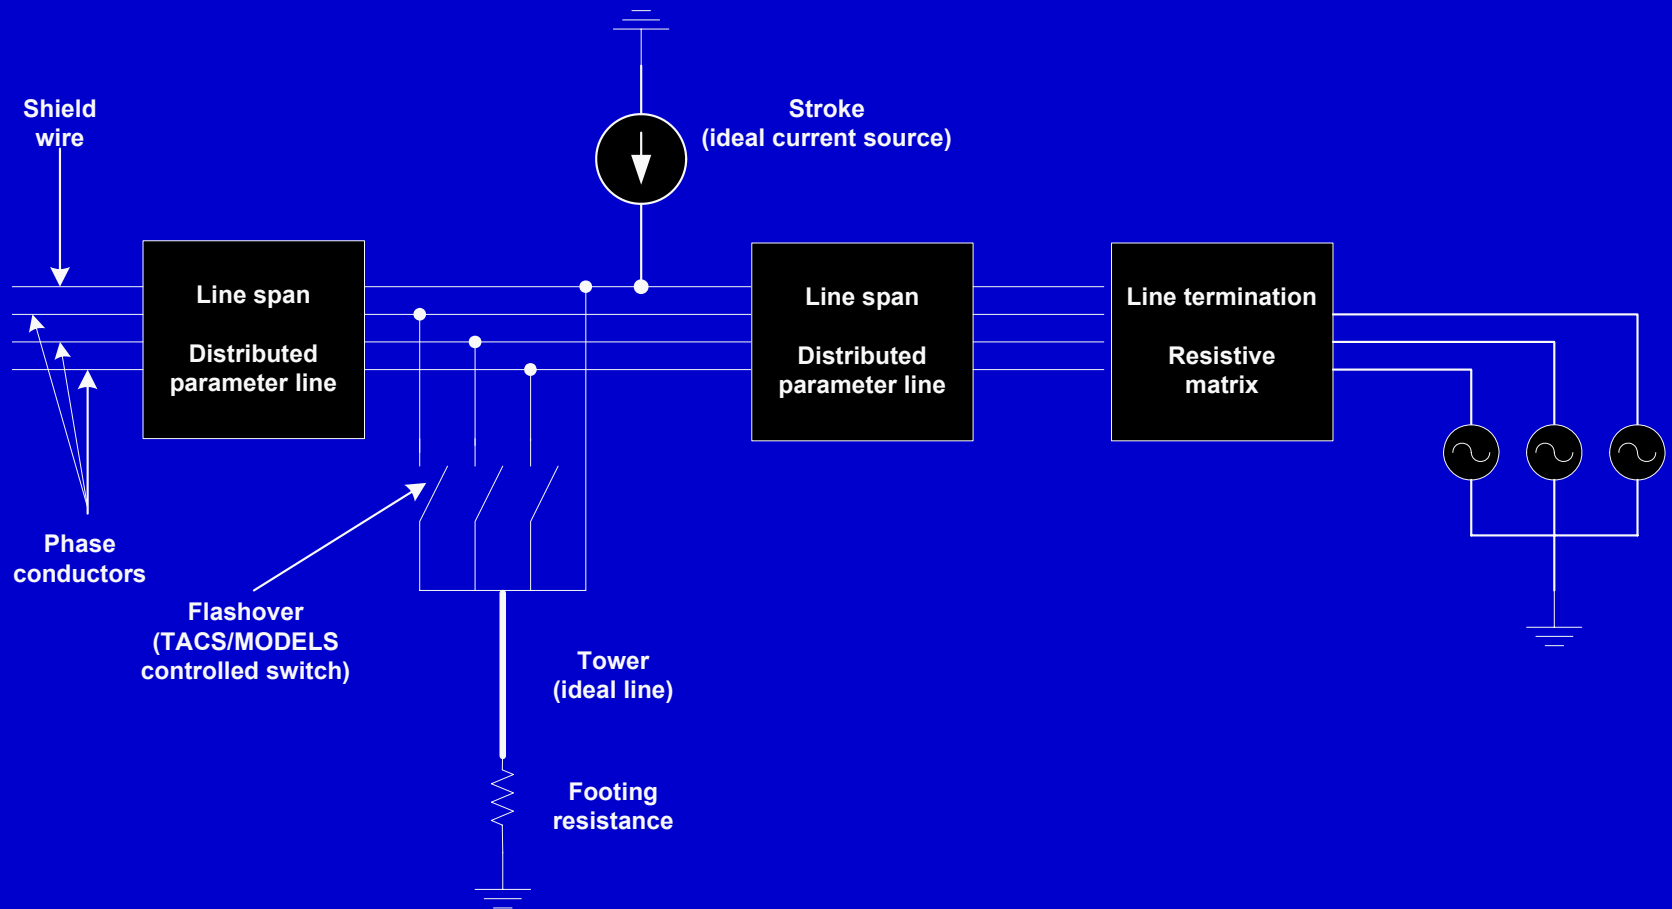 Shield
wire
Stroke
(ideal current source)
Line span
Distributed
parameter line
Line span
Distributed
parameter line
Line termination
Resistive
matrix
Phase
conductors
Flashover
(TACS/MODELS
controlled switch)
Tower
(ideal line)
Footing
resistance